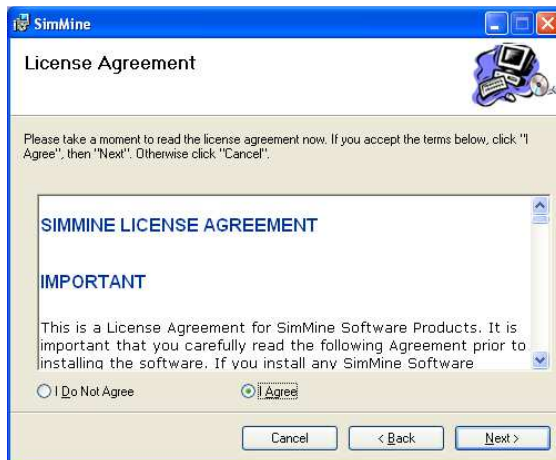 SimMine
License Agreement
Please take a moment to read the license agreement now. If you accept the terms below, click "I
Agree", then "Next". Otherwise click "Cancel".
SIMMINE LICENSE AGREEMENT
IMPORTANT
This is a License Agreement for SimMine Software Products. It is
important that you carefully read the following Agreement prior to
installing the software. If you install any SimMine Software
I Do Not Agree
I Agree
Cancel
< Back
Next >